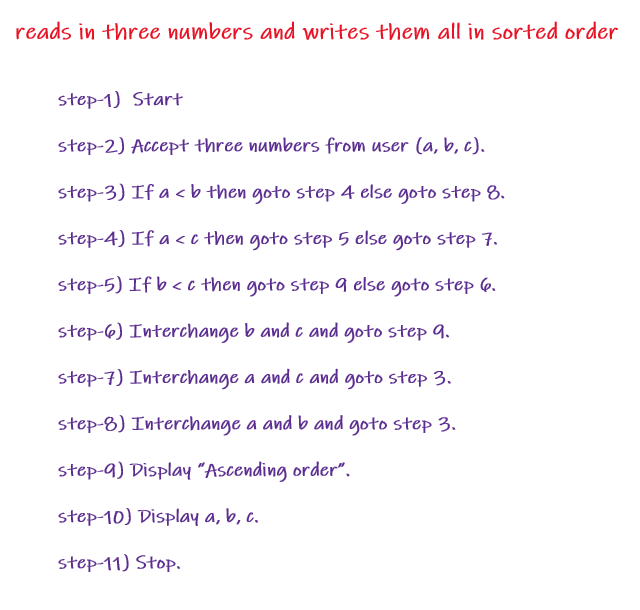 reads in three numbers and writes them all in sorted order
step-1) Start
step-2) Accept three numbers from user (a, b, c).
step-3) If a < b then goto step 4 else goto step 8.
step-4) If a < c then goto step 5 else goto step 7.
step-5) If b < c then goto step 9 else goto step 6.
step-6) Interchange b and c and goto step 9.
step-7) Interchange a and c and goto step 3.
step-8) Interchange a and b and goto step 3.
step-9) Display "Ascending order".
step-10) Display a, b, c.
step-11) Stop.